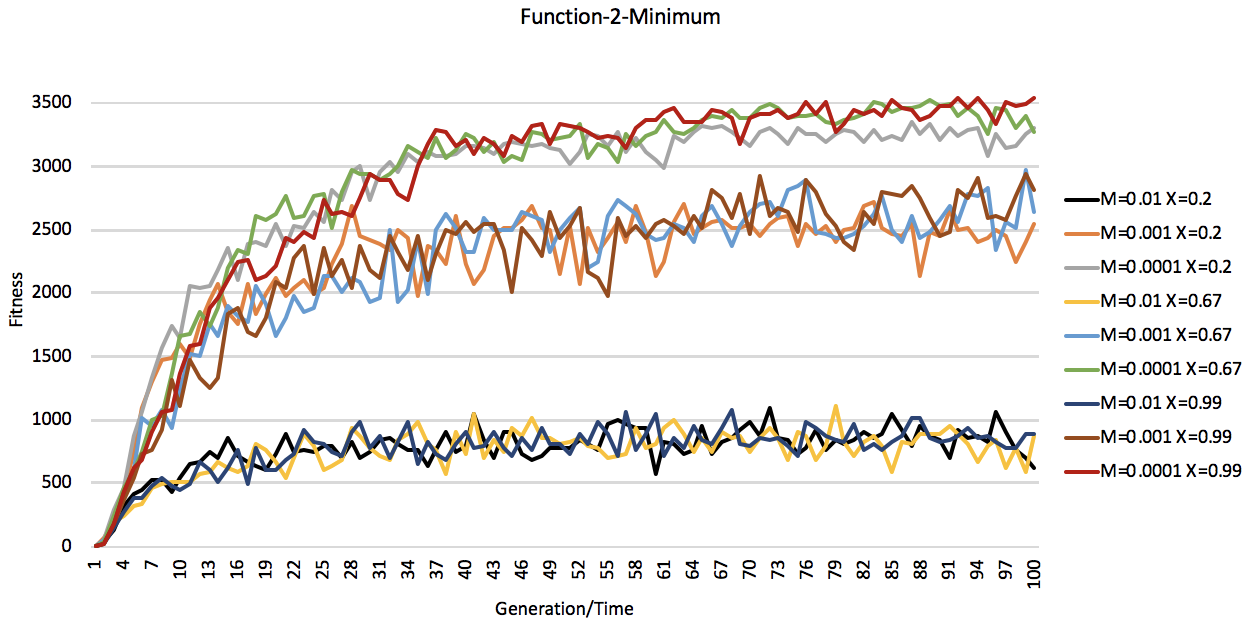 Function-2-Minimum
Fitness
3500
3000
2500
2000
1500
1000
500
0
1 4 7 10 13 16 19 22 25 28 31 34 37 40 43 46 49 52 55 58 61 64 67 70 73 76 79 82 85 88 91 94 97 100
Generation/Time
M=0.01 X=0.2
M=0.001 X=0.2
M=0.0001 X=0.2
M=0.01 X=0.67
M=0.001 X=0.67
M=0.0001 X=0.67
M=0.01 X=0.99
M=0.001 X=0.99
M=0.0001 X=0.99